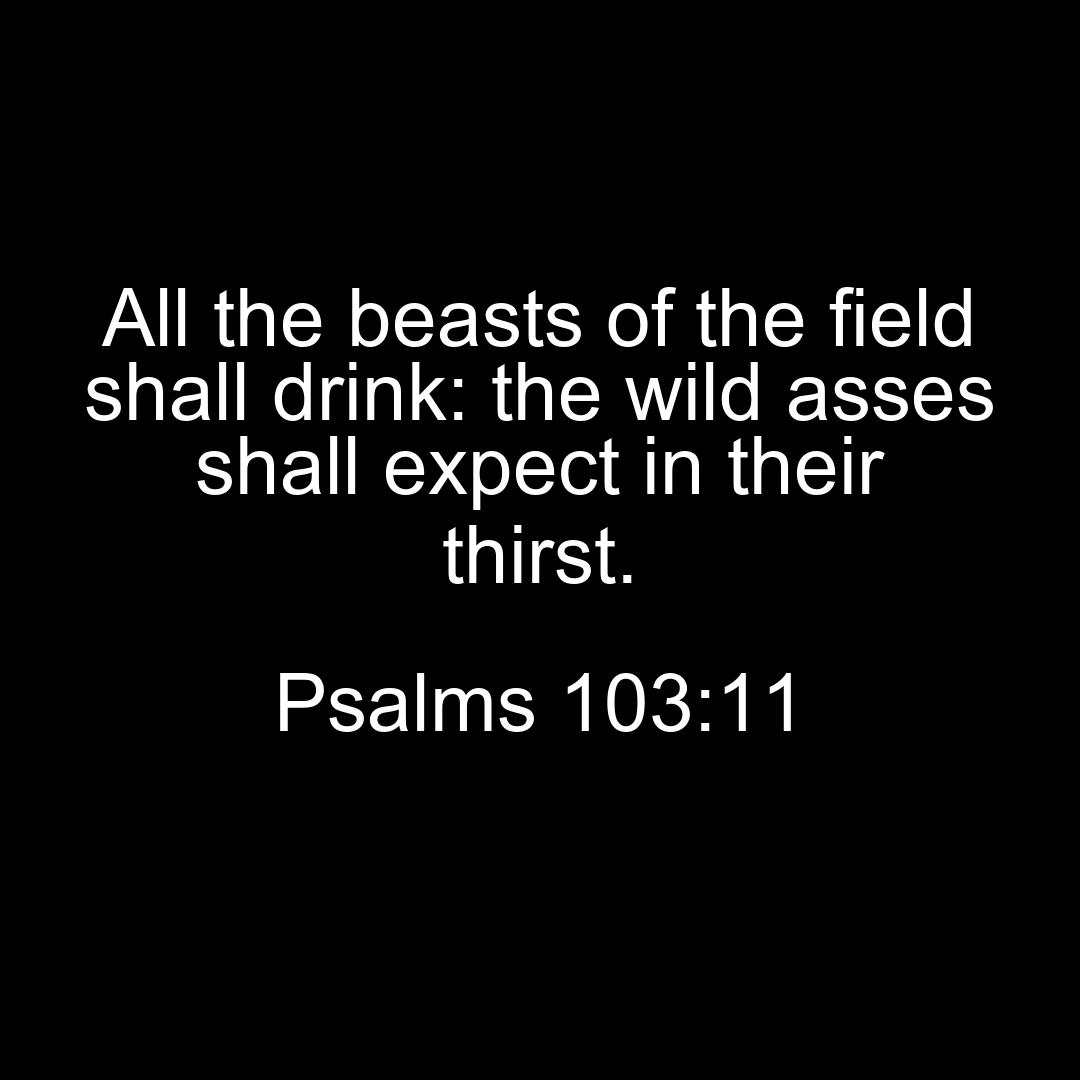 All the beasts of the field
shall drink: the wild asses
shall expect in their
thirst.
Psalms 103:11